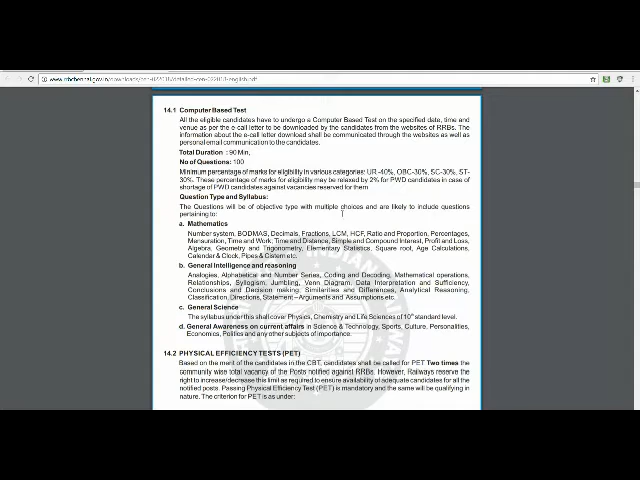 www.rrbchennai.gov.in/downloads/cen-022018/detailed-cen-022018-english.pdf
14.1 Computer Based Test
All the eligible candidates have to undergo a Computer Based Test on the specified date, time and
venue as per the e-call letter to be downloaded by the candidates from the websites of RRBs. The
information about the e-call letter download shall be communicated through the websites as well as
personal email communication to the candidates.
Total Duration : 90 Min,
No of Questions: 100
Minimum percentage of marks for eligibility in various categories: UR -40%, OBC-30%, SC-30%, ST-
30%. These percentage of marks for eligibility may be relaxed by 2% for PWD candidates in case of
shortage of PWD candidates against vacancies reserved for them
Question Type and Syllabus:
The Questions will be of objective type with multiple choices and are likely to include questions
pertaining to:
a. Mathematics
Number system, BODMAS, Decimals, Fractions, LCM, HCF, Ratio and Proportion, Percentages,
Mensuration, Time and Work, Time and Distance, Simple and Compound Interest, Profit and Loss,
Algebra, Geometry and Trigonometry, Elementary Statistics, Square root, Age Calculations,
Calendar & Clock, Pipes & Cistern etc.
b. General Intelligence and reasoning
Analogies, Alphabetical and Number Series, Coding and Decoding, Mathematical operations,
Relationships, Syllogism, Jumbling, Venn Diagram, Data Interpretation and Sufficiency,
Conclusions and Decision making, Similarities and Differences, Analytical Reasoning,
Classification, Directions, Statement – Arguments and Assumptions etc.
c. General Science
The syllabus under this shall cover Physics, Chemistry and Life Sciences of 10th standard level.
d. General Awareness on current affairs in Science & Technology, Sports, Culture, Personalities,
Economics, Politics and any other subjects of importance.
14.2 PHYSICAL EFFICIENCY TESTS (PET)
Based on the merit of the candidates in the CBT, candidates shall be called for PET Two times the
community wise total vacancy of the Posts notified against RRBs. However, Railways reserve the
right to increase/decrease this limit as required to ensure availability of adequate candidates for all the
notified posts. Passing Physical Efficiency Test (PET) is mandatory and the same will be qualifying in
nature. The criterion for PET is as under: